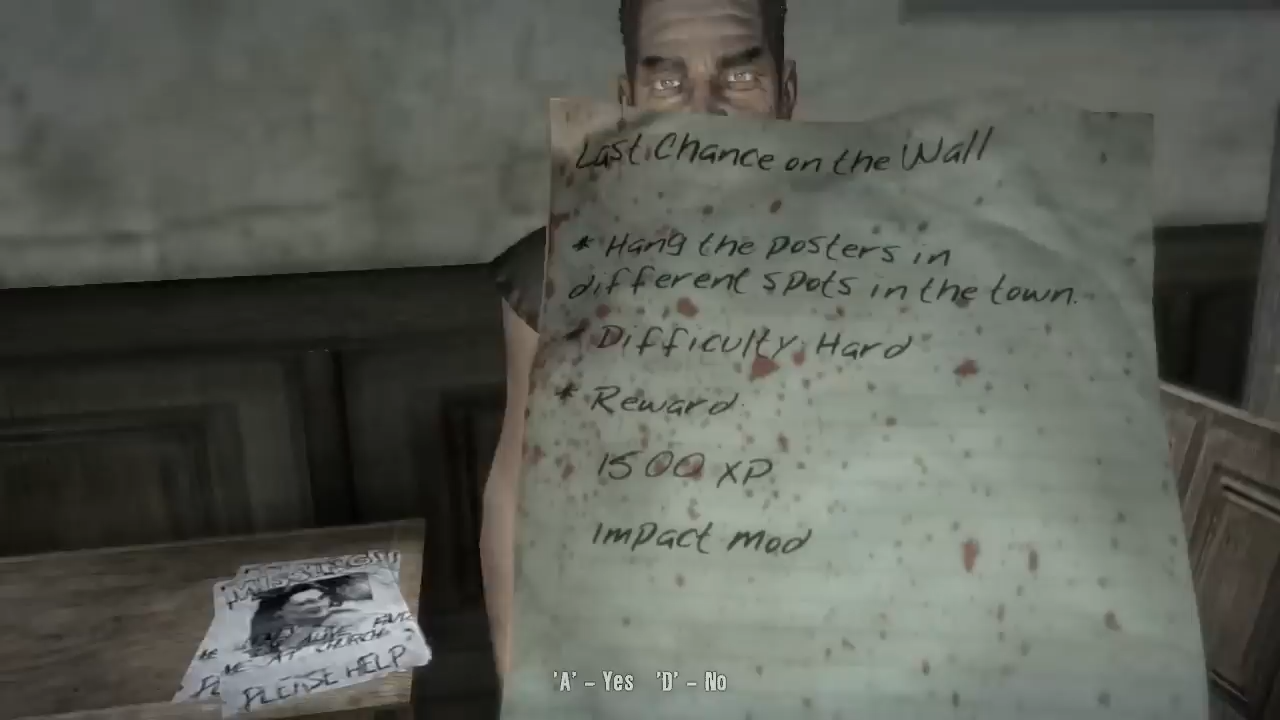 Last Chance on the Wall
* Hang the posters in
different spots in the town.
* Difficulty: Hard
* Reward:
1500 XP
Impact mod
MISSING!!
PLEASE HELP
'A' – Yes 'D' – No